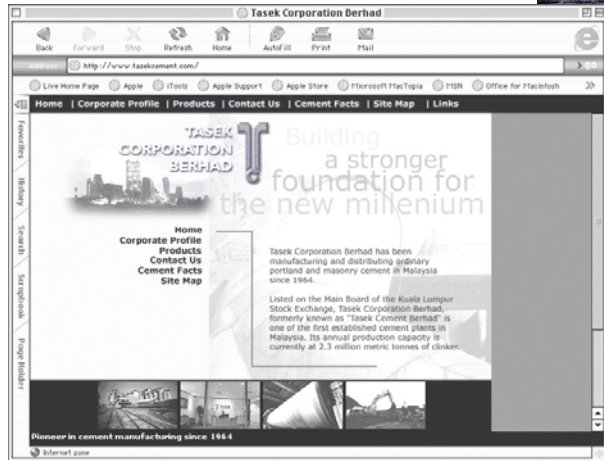 Tasek Corporation Berhad
Back Forward Stop Refresh Home AutoFill Print Mail
Address http://www.tasekcement.com/ go
Live Home Page Apple iTools Apple Support Apple Store Microsoft MacTopia MSN Office for Macintosh
Home | Corporate Profile | Products | Contact Us | Cement Facts | Site Map | Links
Favorites
History
Search
Scrapbook
Page Holder
TASEK
CORPORATION
BERHAD
Building
a stronger
foundation for
the new millenium
Home
Corporate Profile
Products
Contact Us
Cement Facts
Site Map
Tasek Corporation Berhad has been
manufacturing and distributing ordinary
portland and masonry cement in Malaysia
since 1964.
Listed on the Main Board of the Kuala Lumpur
Stock Exchange, Tasek Corporation Berhad,
formerly known as "Tasek Cement Berhad" is
one of the first established cement plants in
Malaysia. Its annual production capacity is
currently at 2.3 million metric tonnes of clinker.
Pioneer in cement manufacturing since 1964
Internet zone